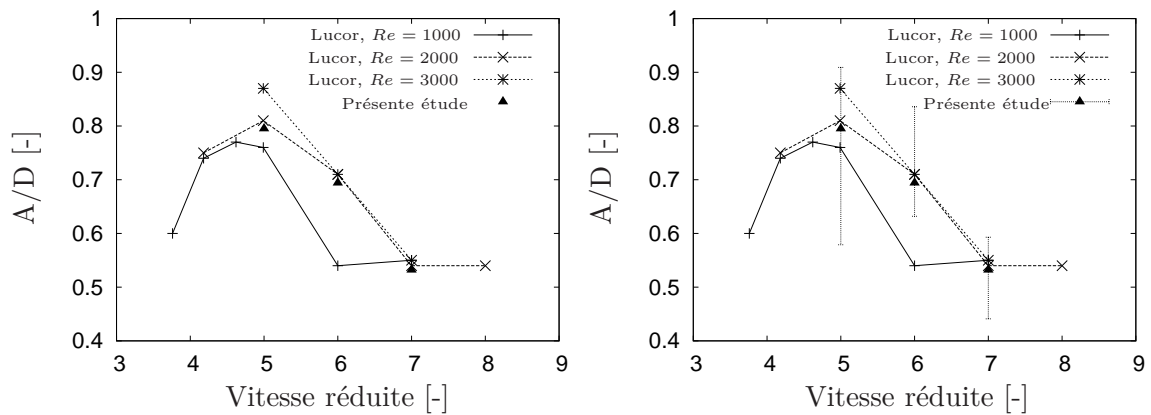 1
0.9
0.8
0.7
0.6
0.5
0.4
A/D [-]
3 4 5 6 7 8 9
Vitesse réduite [-]
Lucor, Re = 1000
Lucor, Re = 2000
Lucor, Re = 3000
Présente étude
1
0.9
0.8
0.7
0.6
0.5
0.4
A/D [-]
3 4 5 6 7 8 9
Vitesse réduite [-]
Lucor, Re = 1000
Lucor, Re = 2000
Lucor, Re = 3000
Présente étude